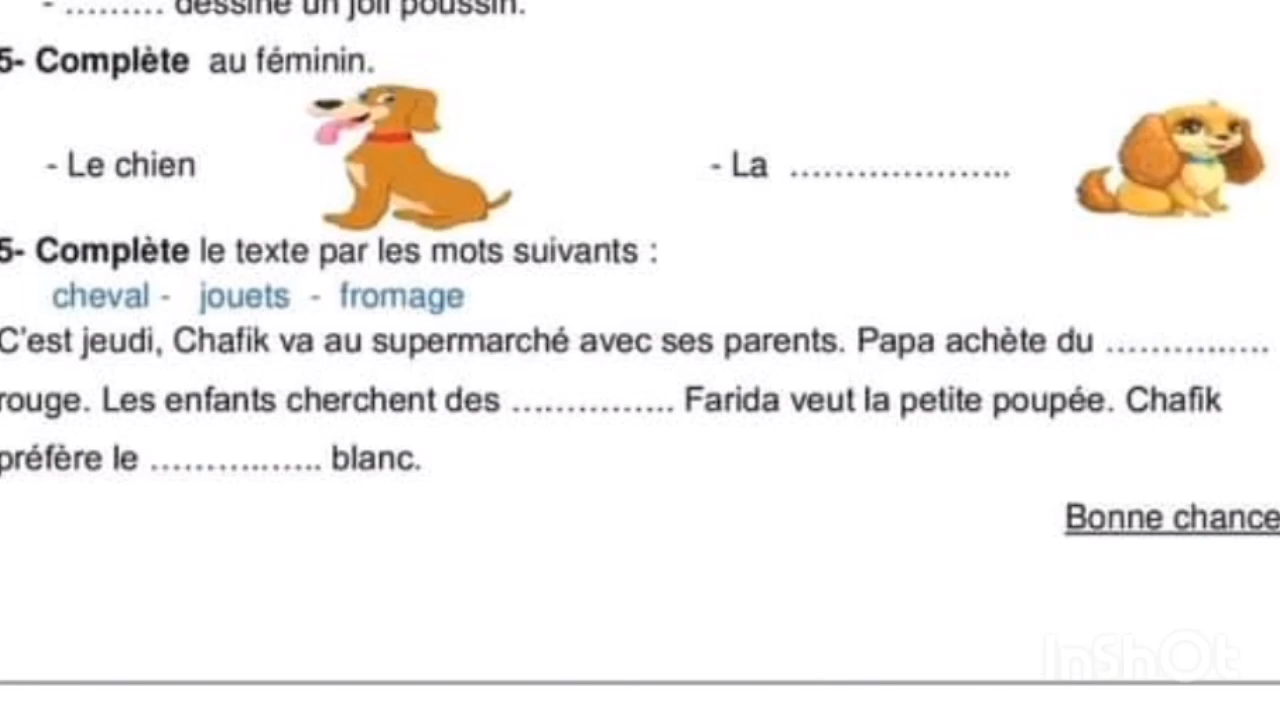 - ......... dessine un joli poussin.
5- Complète au féminin.
- Le chien - La .....................
5- Complète le texte par les mots suivants :
cheval - jouets - fromage
C'est jeudi, Chafik va au supermarché avec ses parents. Papa achète du ................
rouge. Les enfants cherchent des ................ Farida veut la petite poupée. Chafik
préfère le ................. blanc.
Bonne chance
InShOt